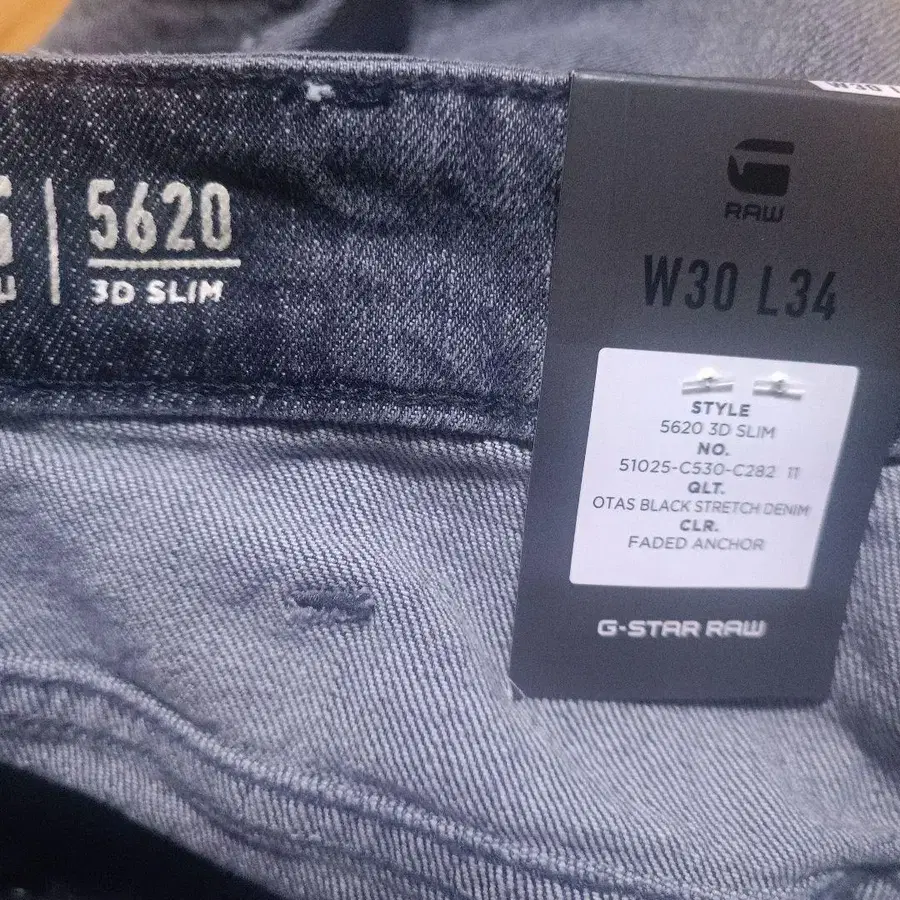 5620
3D SLIM
RAW
W30 L34
STYLE
5620 3D SLIM
NO.
51025-C530-C282 11
QLT.
OTAS BLACK STRETCH DENIM
CLR.
FADED ANCHOR
G-STAR RAW